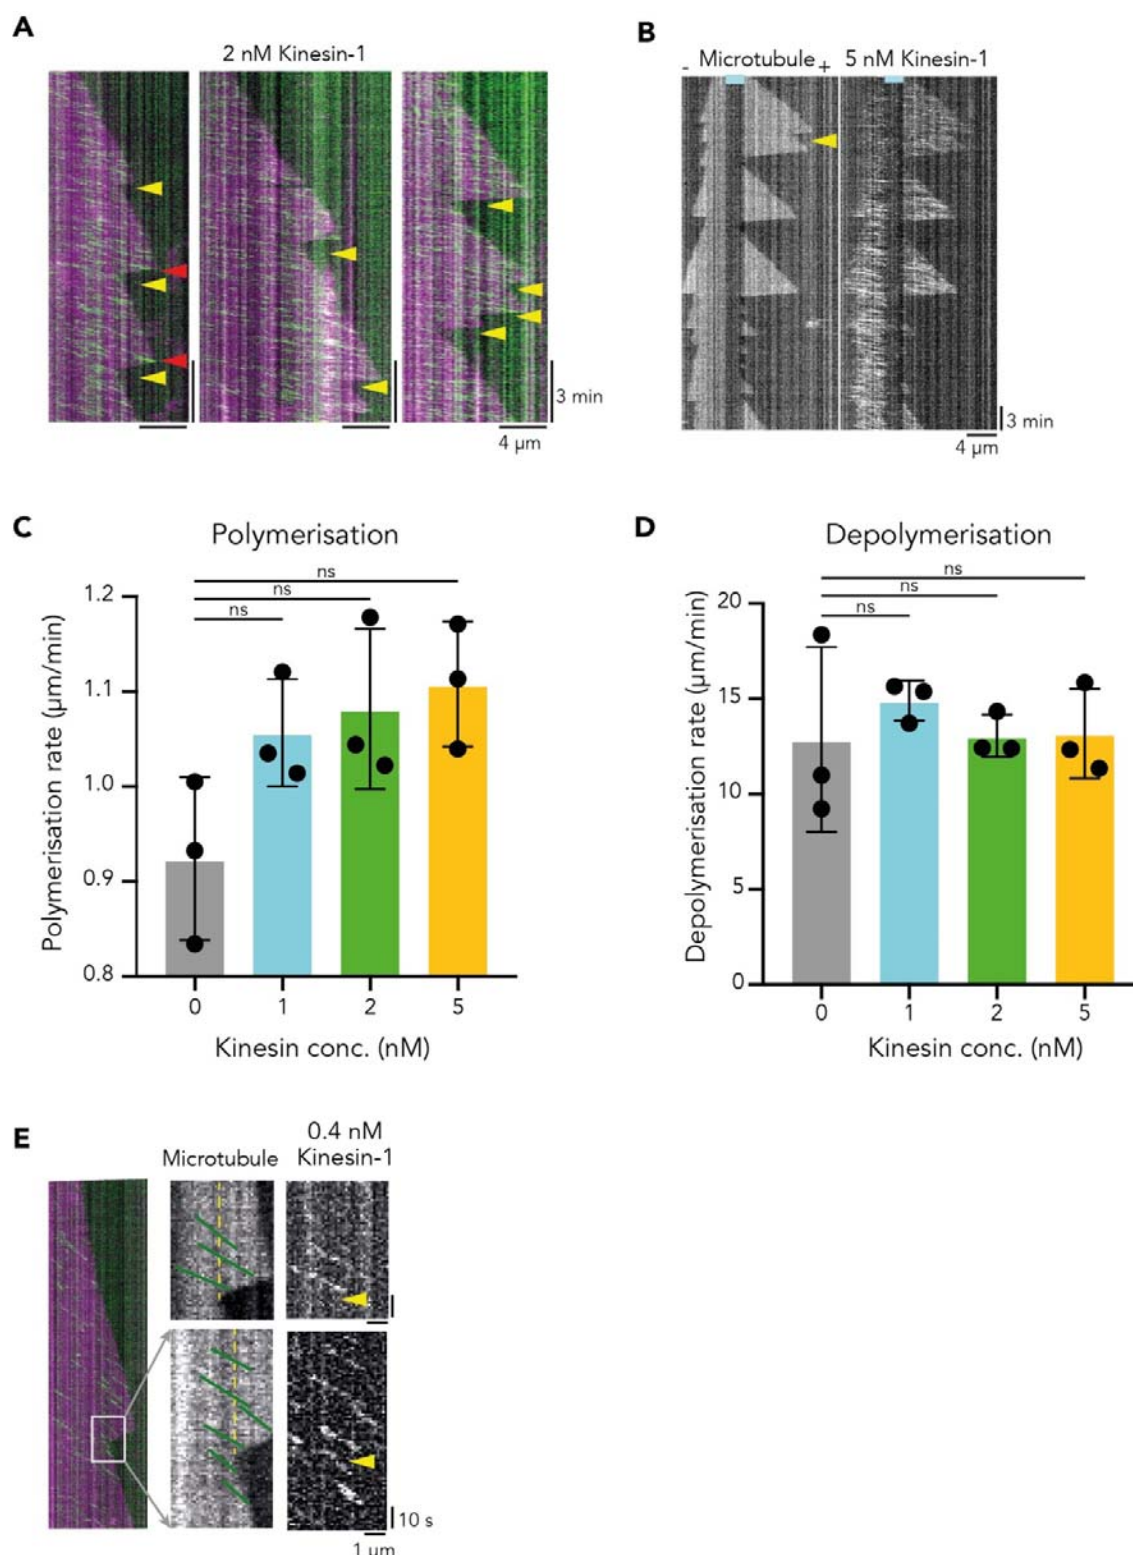 A
2 nM Kinesin-1
3 min
4 µm
B
- Microtubule + 5 nM Kinesin-1
3 min
4 µm
C
Polymerisation
ns
ns
ns
Polymerisation rate (µm/min)
1.2
1.1
1.0
0.9
0.8
0 1 2 5
Kinesin conc. (nM)
D
Depolymerisation
ns
ns
ns
Depolymerisation rate (µm/min)
20
15
10
5
0
0 1 2 5
Kinesin conc. (nM)
E
Microtubule
0.4 nM
Kinesin-1
10 s
1 µm